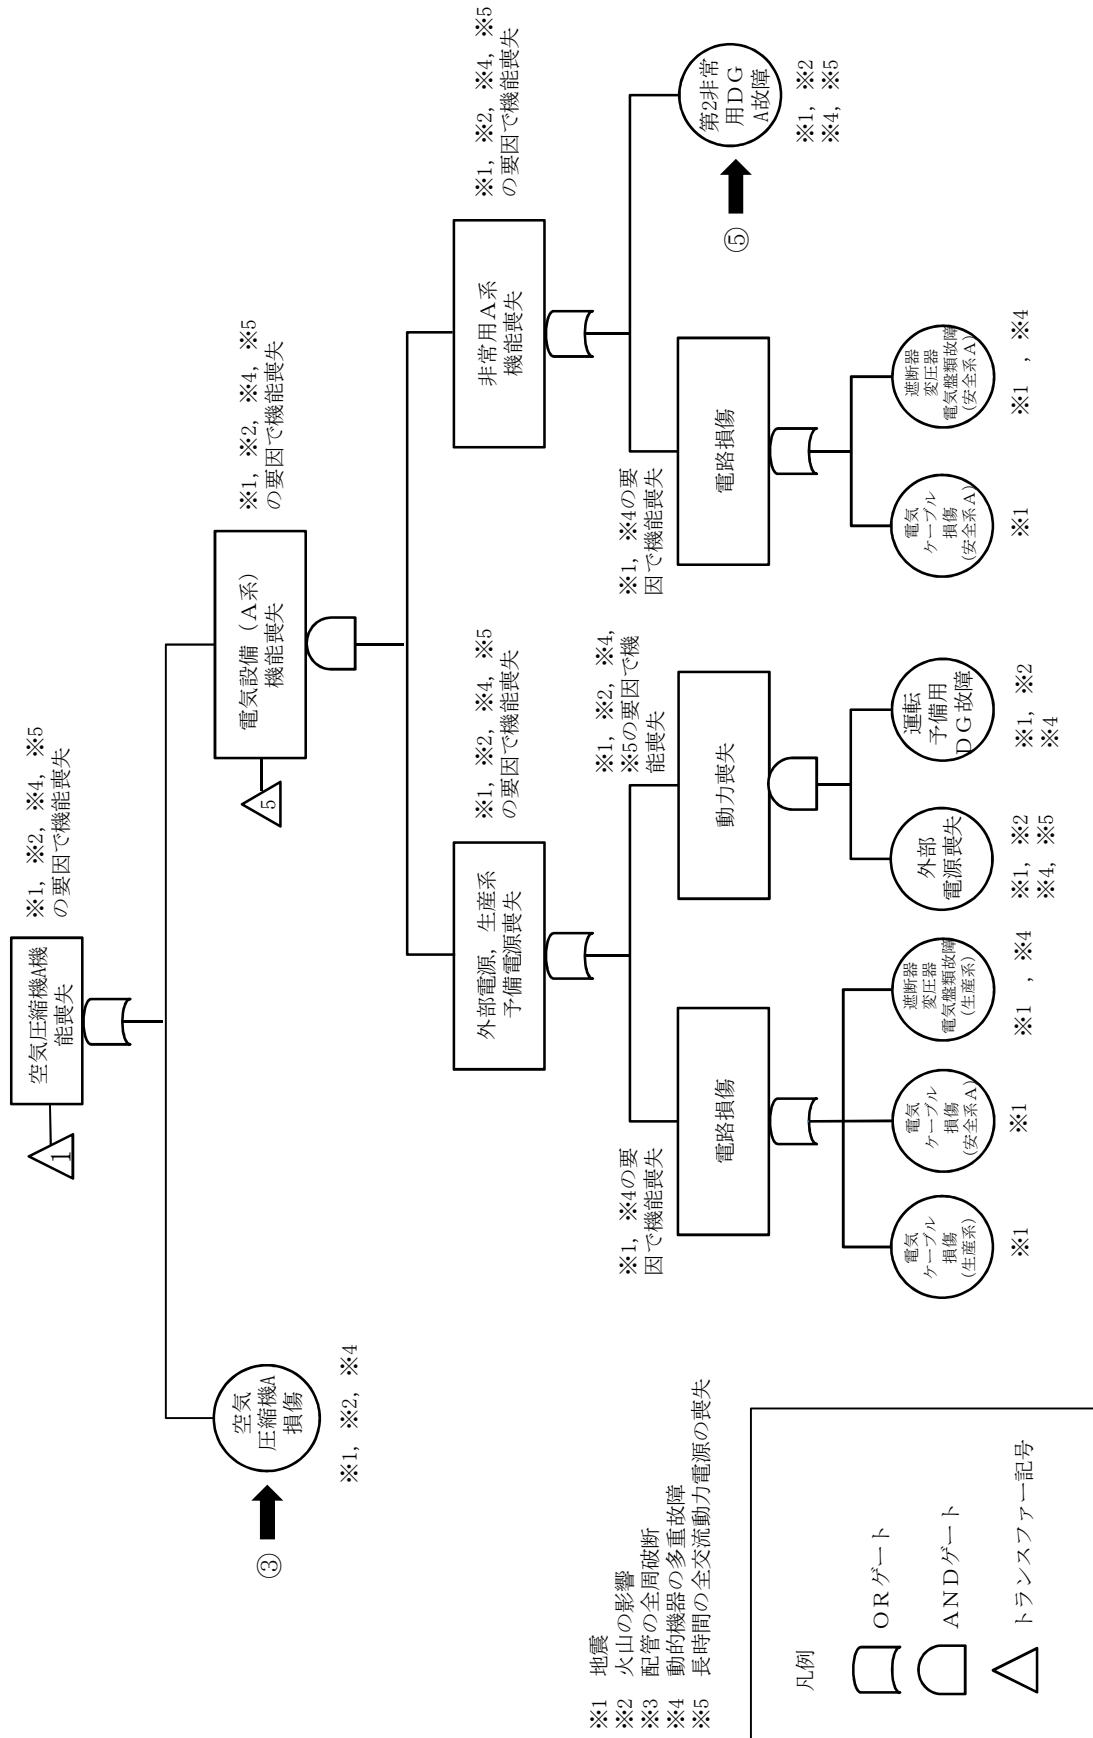 空気圧縮機A機
能喪失
※1, ※2, ※4, ※5
の要因で機能喪失
1
③
空気
圧縮機A
損傷
※1, ※2, ※4
電気設備（A系）
機能喪失
※1, ※2, ※4, ※5
の要因で機能喪失
5
外部電源，生産系
予備電源喪失
※1, ※2, ※4, ※5
の要因で機能喪失
非常用A系
機能喪失
※1, ※2, ※4, ※5
の要因で機能喪失
電路損傷
※1, ※4の要
因で機能喪失
動力喪失
※1, ※2, ※4,
※5の要因で機
能喪失
電路損傷
※1, ※4の要
因で機能喪失
⑤
第2非常
用DG
A故障
※1, ※2
※4, ※5
電気
ケーブル
損傷
(生産系)
※1
電気
ケーブル
損傷
(安全系A)
※1
遮断器
変圧器
電気盤類故障
(生産系)
※1 , ※4
外部
電源喪失
※1, ※2
※4, ※5
運転
予備用
DG故障
※1, ※2
※4
電気
ケーブル
損傷
(安全系A)
※1
遮断器
変圧器
電気盤類故障
(安全系A)
※1 , ※4
※1 地震
※2 火山の影響
※3 配管の全周破断
※4 動的機器の多重故障
※5 長時間の全交流動力電源の喪失
凡例
ORゲート
ANDゲート
トランスファー記号